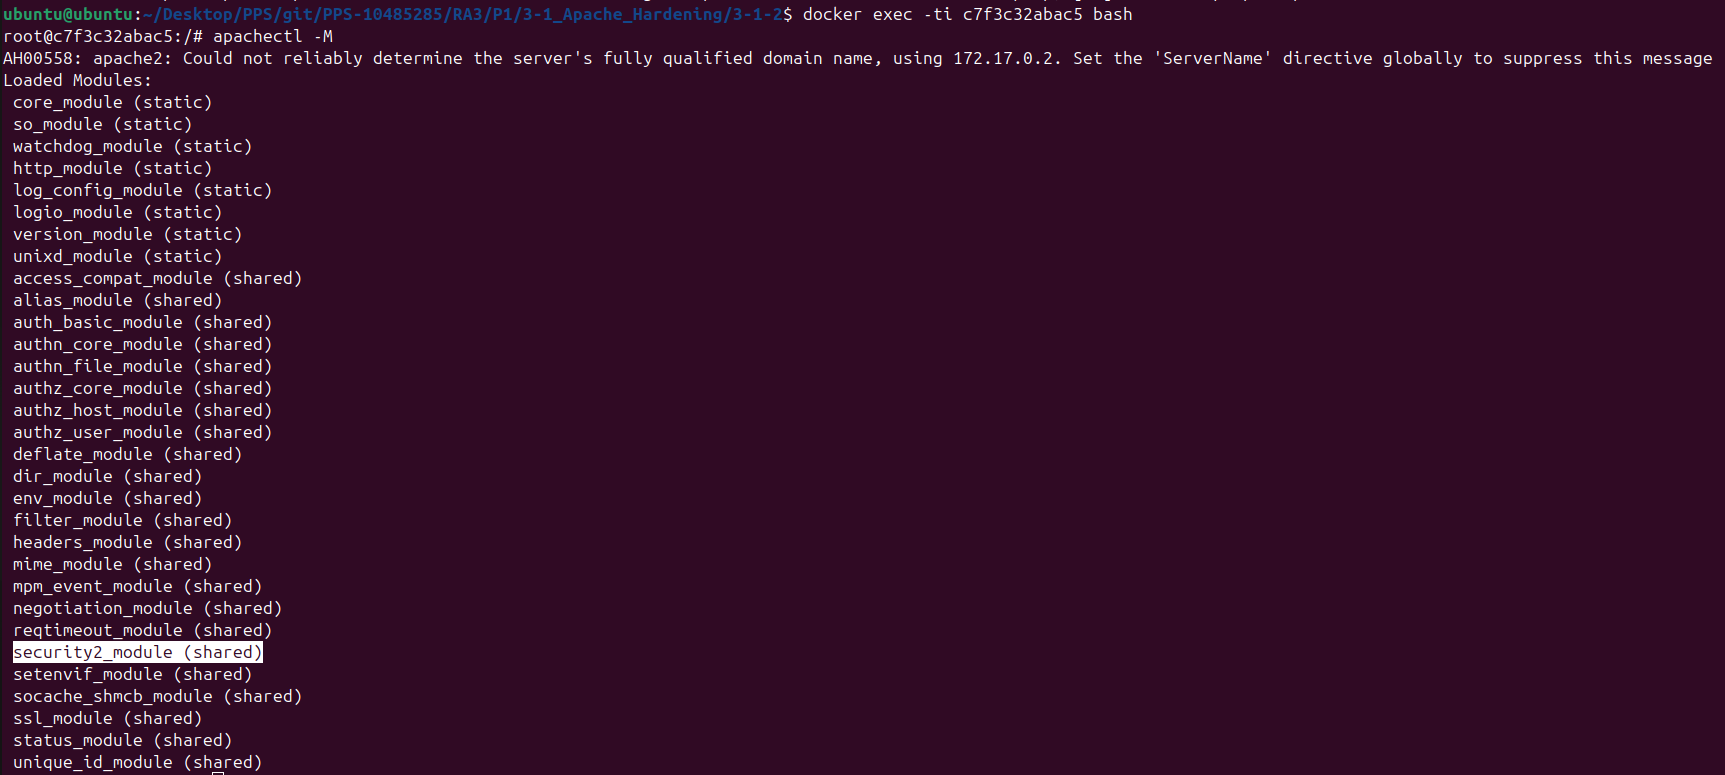 ubuntu@ubuntu:~/Desktop/PPS/git/PPS-10485285/RA3/P1/3-1_Apache_Hardening/3-1-2$ docker exec -ti c7f3c32abac5 bash
root@c7f3c32abac5:/# apachectl -M
AH00558: apache2: Could not reliably determine the server's fully qualified domain name, using 172.17.0.2. Set the 'ServerName' directive globally to suppress this message
Loaded Modules:
 core_module (static)
 so_module (static)
 watchdog_module (static)
 http_module (static)
 log_config_module (static)
 logio_module (static)
 version_module (static)
 unixd_module (static)
 access_compat_module (shared)
 alias_module (shared)
 auth_basic_module (shared)
 authn_core_module (shared)
 authn_file_module (shared)
 authz_core_module (shared)
 authz_host_module (shared)
 authz_user_module (shared)
 deflate_module (shared)
 dir_module (shared)
 env_module (shared)
 filter_module (shared)
 headers_module (shared)
 mime_module (shared)
 mpm_event_module (shared)
 negotiation_module (shared)
 reqtimeout_module (shared)
 security2_module (shared)
 setenvif_module (shared)
 socache_shmcb_module (shared)
 ssl_module (shared)
 status_module (shared)
 unique_id_module (shared)